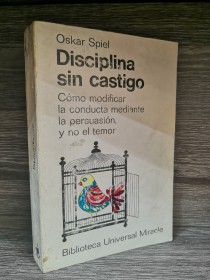 Oskar Spiel
Disciplina
sin castigo
Cómo modificar
la conducta mediante
la persuasión
y no el temor
Biblioteca Universal Miracle